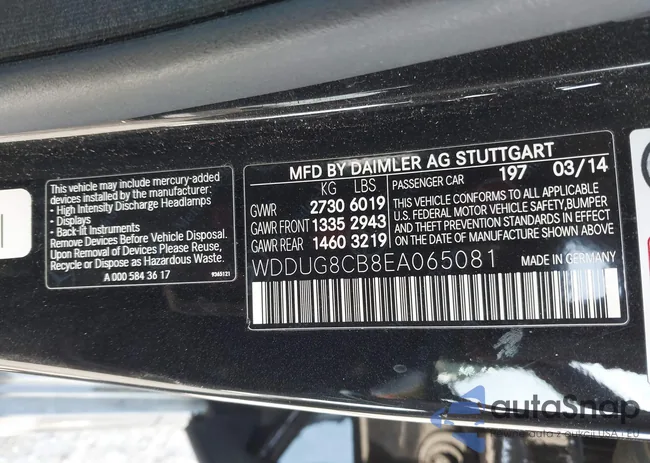 This vehicle may include mercury-added
devices installed by the manufacturer:
- High Intensity Discharge Headlamps
- Displays
- Back-lit Instruments
Remove Devices Before Vehicle Disposal.
Upon Removal of Devices Please Reuse,
Recycle or Dispose as Hazardous Waste.
A 000 584 36 17
9365121
MFD BY DAIMLER AG STUTTGART
KG LBS
GVWR 2730 6019
GAWR FRONT 1335 2943
GAWR REAR 1460 3219
PASSENGER CAR 197 03/14
THIS VEHICLE CONFORMS TO ALL APPLICABLE
U.S. FEDERAL MOTOR VEHICLE SAFETY, BUMPER
AND THEFT PREVENTION STANDARDS IN EFFECT
ON DATE OF MANUFACTURE SHOWN ABOVE
WDDUG8CB8EA065081
MADE IN GERMANY
autaSnap